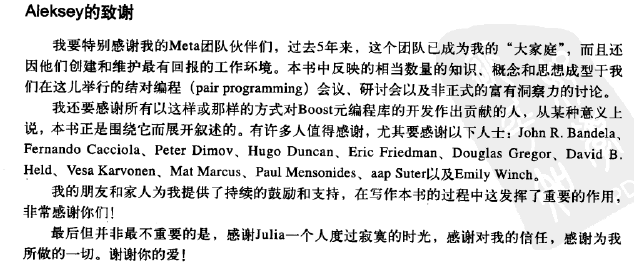 Aleksey的致谢
我要特别感谢我的Meta团队伙伴们，过去5年来，这个团队已成为我的“大家庭”，而且还
因他们创建和维护最有回报的工作环境。本书中反映的相当数量的知识、概念和思想成型于我
们在这儿举行的结对编程（pair programming）会议、研讨会以及非正式的富有洞察力的讨论。
我还要感谢所有以这样或那样的方式对Boost元编程库的开发作出贡献的人，从某种意义上
说，本书正是围绕它而展开叙述的。有许多人值得感谢，尤其要感谢以下人士：John R. Bandela、
Fernando Cacciola、Peter Dimov、Hugo Duncan、Eric Friedman、Douglas Gregor、David B.
Held、Vesa Karvonen、Mat Marcus、Paul Mensonides、aap Suter以及Emily Winch。
我的朋友和家人为我提供了持续的鼓励和支持，在写作本书的过程中这发挥了重要的作用，
非常感谢你们！
最后但并非最不重要的是，感谢Julia一个人度过寂寞的时光，感谢对我的信任，感谢为我
所做的一切。谢谢你的爱！